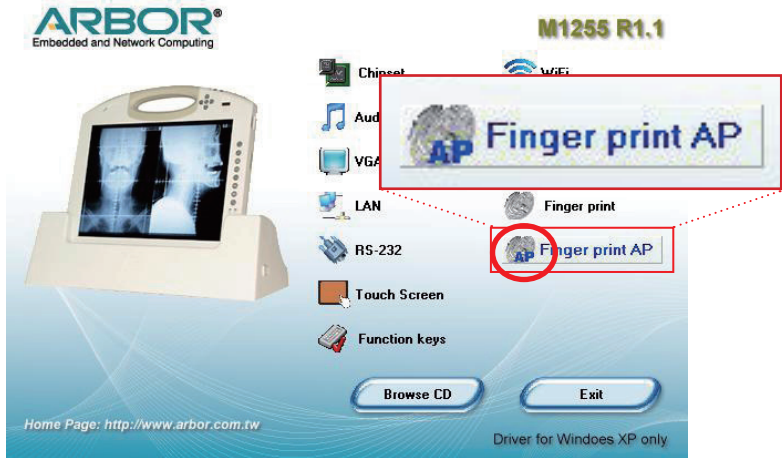 ARBOR®
Embedded and Network Computing
M1255 R1.1
Chipset
WiFi
Aud
AP Finger print AP
VGA
LAN
Finger print
RS-232
AP Finger print AP
Touch Screen
Function keys
Browse CD
Exit
Home Page: http://www.arbor.com.tw
Driver for Windoes XP only